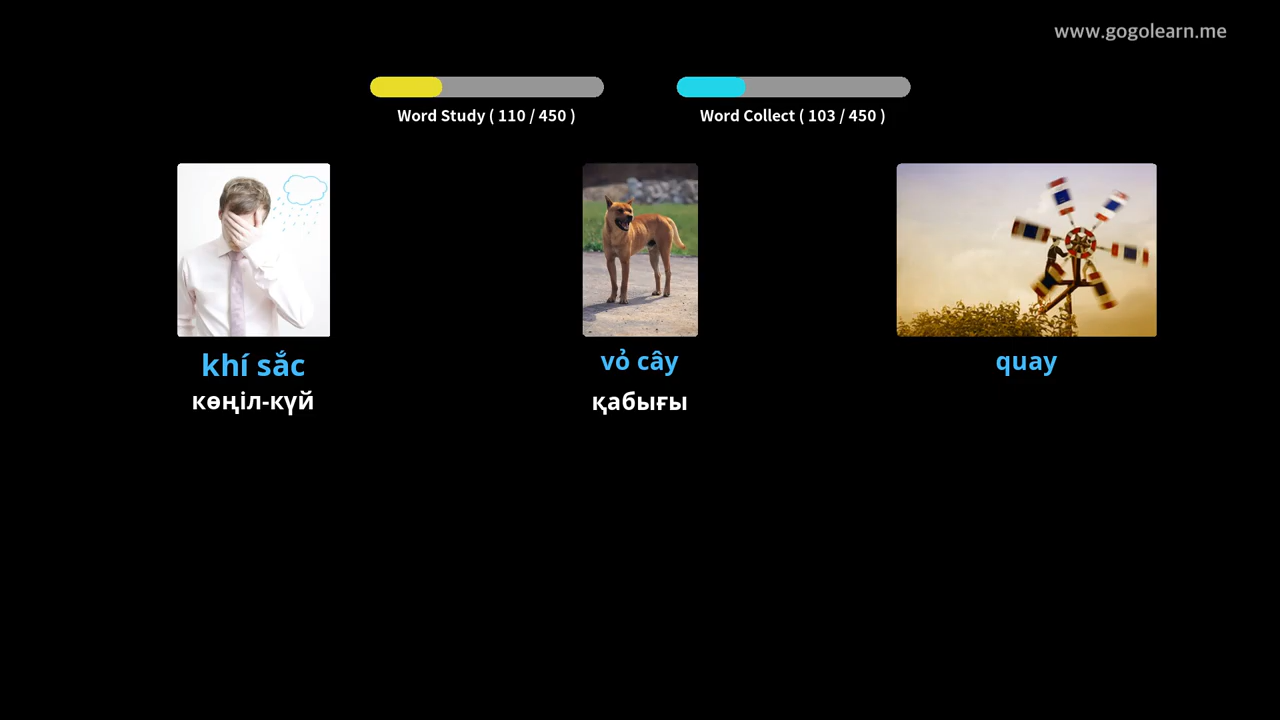 www.gogolearn.me
Word Study ( 110 / 450 )
Word Collect ( 103 / 450 )
khí sắc
vỏ cây
quay
көңіл-күй
қабығы